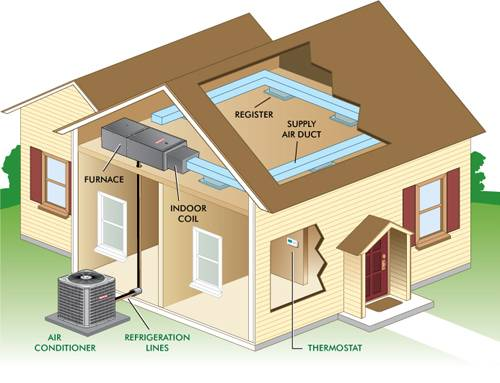 REGISTER
SUPPLY
AIR DUCT
FURNACE
INDOOR
COIL
AIR
CONDITIONER
REFRIGERATION
LINES
THERMOSTAT